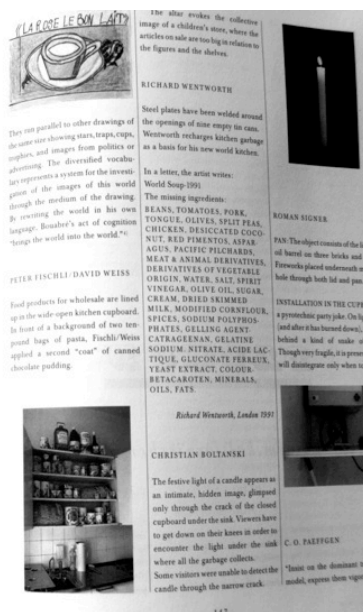 «LA ROSE LE BON LAIT»
They run parallel to other drawings of
the same size showing stars, traps, cups,
trophies, and images from politics or
advertising. The diversified vocabu-
lary represents a system for the investi-
gation of the images of this world
through the medium of the drawing.
By rewriting the world in his own
language, Bouabre's act of cognition
"brings the world into the world."
PETER FISCHLI/DAVID WEISS
Food products for wholesale are lined
up in the wide-open kitchen cupboard.
In front of a background of two ten-
pound bags of pasta, Fischli/Weiss
applied a second "coat" of canned
chocolate pudding.
The altar evokes the collective
image of a children's store, where the
articles on sale are too big in relation to
the figures and the shelves.
RICHARD WENTWORTH
Steel plates have been welded around
the openings of nine empty tin cans.
Wentworth recharges kitchen garbage
as a basis for his new world kitchen.
In a letter, the artist writes:
World Soup-1991
The missing ingredients:
BEANS, TOMATOES, PORK,
TONGUE, OLIVES, SPLIT PEAS,
CHICKEN, DESICCATED COCO-
NUT, RED PIMENTOS, ASPAR-
AGUS, PACIFIC PILCHARDS,
MEAT & ANIMAL DERIVATIVES,
DERIVATIVES OF VEGETABLE
ORIGIN, WATER, SALT, SPIRIT
VINEGAR, OLIVE OIL, SUGAR,
CREAM, DRIED SKIMMED
MILK, MODIFIED CORNFLOUR,
SPICES, SODIUM POLYPHOS-
PHATES, GELLING AGENT-
CATRAGEENAN, GELATINE
SODIUM. NITRATE, ACIDE LAC-
TIQUE, GLUCONATE FERREUX,
YEAST EXTRACT, COLOUR-
BETACAROTEN, MINERALS,
OILS, FATS.
Richard Wentworth, London 1991
CHRISTIAN BOLTANSKI
The festive light of a candle appears as
an intimate, hidden image, glimpsed
only through the crack of the closed
cupboard under the sink. Viewers have
to get down on their knees in order to
encounter the light under the sink
where all the garbage collects.
Some visitors were unable to detect the
candle through the narrow crack.
ROMAN SIGNER
PAN: The object consists of the
oil barrel on three bricks and
Fireworks placed underneath
hole through both lid and pan
INSTALLATION IN THE
a pyrotechnic party joke. On
(and after it has burned down),
behind a kind of snake
Though very fragile, it is
will disintegrate only when
C. O. PAEFFGEN
"Insist on the dominant
model, express them